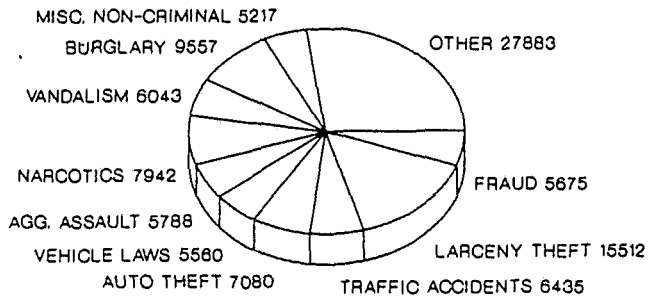 MISC. NON-CRIMINAL 5217
OTHER 27883
BURGLARY 9557
VANDALISM 6043
NARCOTICS 7942
FRAUD 5675
AGG. ASSAULT 5788
VEHICLE LAWS 5560
LARCENY THEFT 15512
AUTO THEFT 7080
TRAFFIC ACCIDENTS 6435